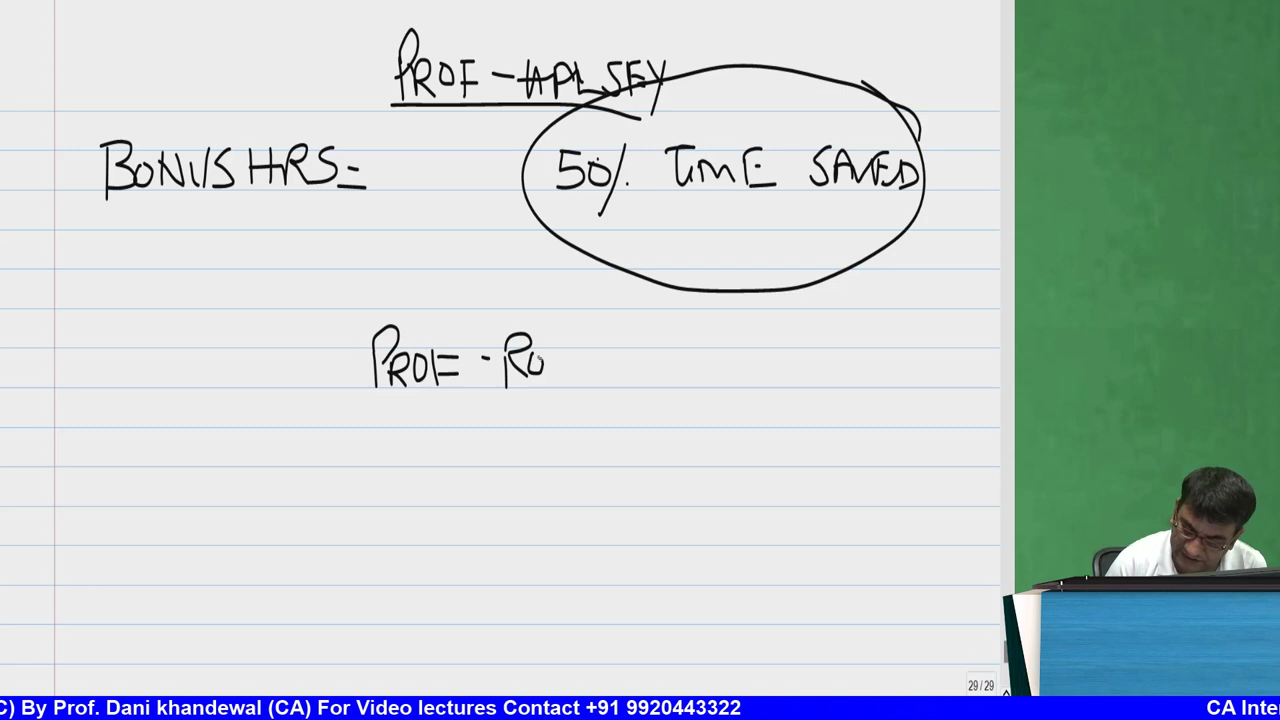 PROF - HALSEY
BONUS HRS = 50% TIME SAVED
PROF - RO
29 / 29
C) By Prof. Dani khandewal (CA) For Video lectures Contact +91 9920443322 CA Inte